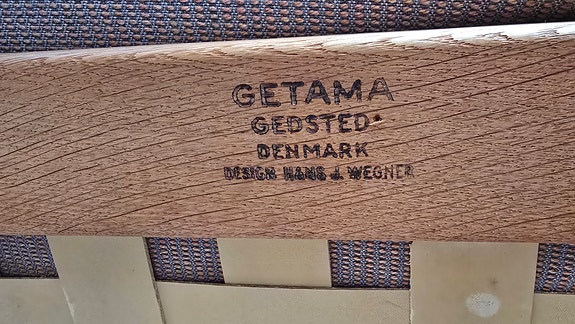 GETAMA
GEDSTED
DENMARK
DESIGN HANS J. WEGNER